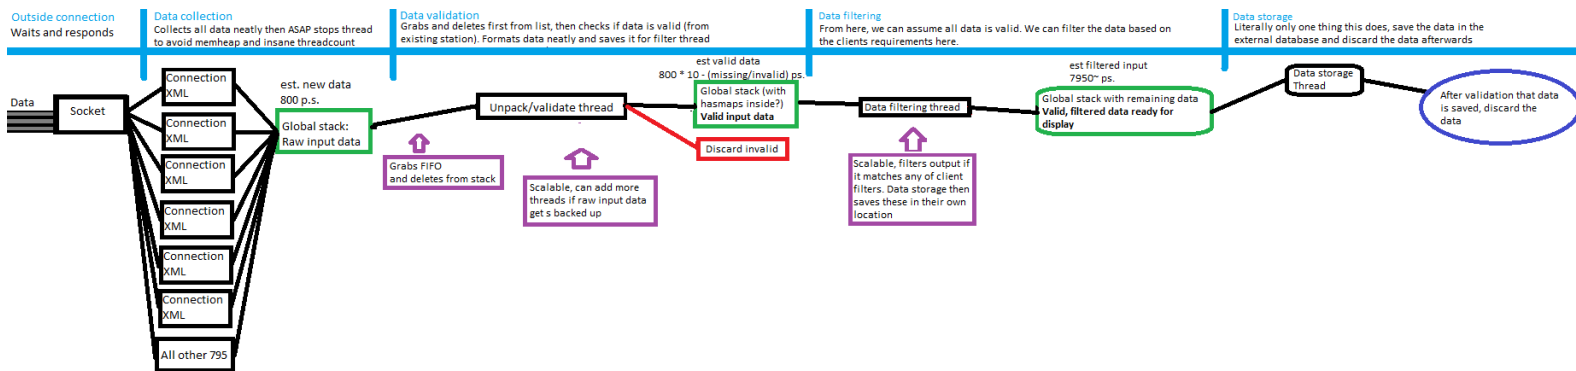 Outside connection
Waits and responds
Data collection
Collects all data neatly then ASAP stops thread
to avoid memheap and insane threadcount
Data validation
Grabs and deletes first from list, then checks if data is valid (from
existing station). Formats data neatly and saves it for filter thread
Data filtering
From here, we can assume all data is valid. We can filter the data based on
the clients requirements here.
Data storage
Literally only one thing this does, save the data in the
external database and discard the data afterwards
Data
Socket
Connection
XML
Connection
XML
Connection
XML
Connection
XML
Connection
XML
Connection
XML
All other 795
est. new data
800 p.s.
Global stack:
Raw input data
Grabs FIFO
and deletes from stack
Unpack/validate thread
Scalable, can add more
threads if raw input data
get s backed up
est valid data
800 * 10 - (missing/invalid) ps.
Global stack (with
hasmaps inside?)
Valid input data
Discard invalid
Data filtering thread
Scalable, filters output if
it matches any of client
filters. Data storage then
saves these in their own
location
est filtered input
7950~ ps.
Global stack with remaining data
Valid, filtered data ready for
display
Data storage
Thread
After validation that data
is saved, discard the
data